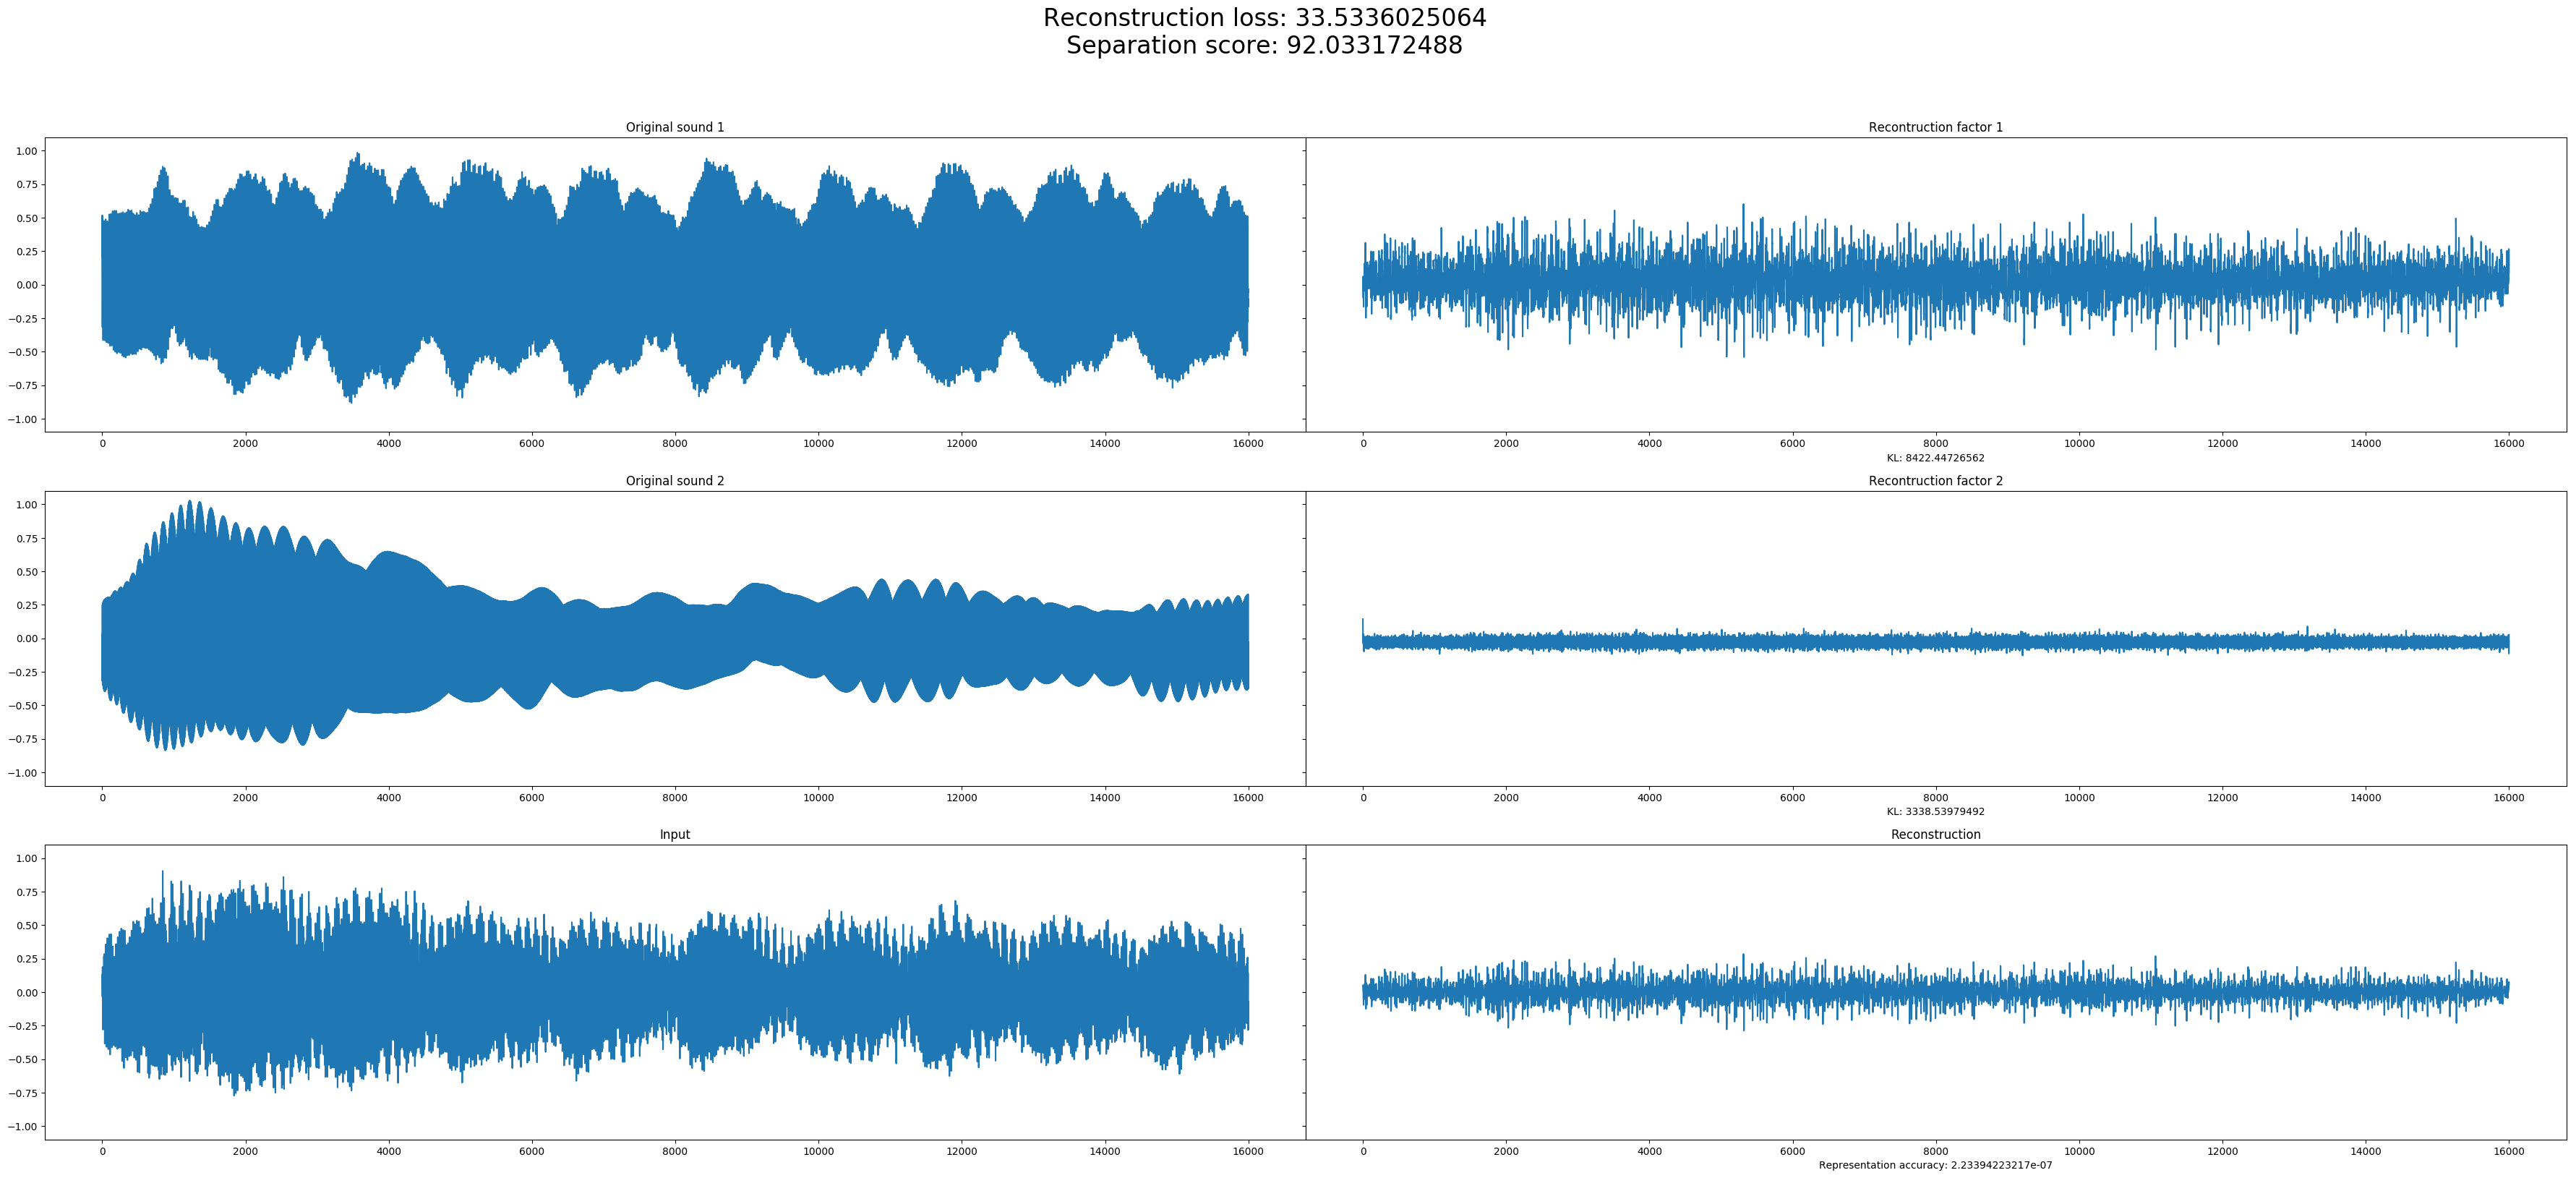 Reconstruction loss: 33.5336025064
Separation score: 92.033172488
Original sound 1
Recontruction factor 1
1.00
0.75
0.50
0.25
0.00
−0.25
−0.50
−0.75
−1.00
0 2000 4000 6000 8000 10000 12000 14000 16000
0 2000 4000 6000 8000 10000 12000 14000 16000
KL: 8422.44726562
Original sound 2
Recontruction factor 2
1.00
0.75
0.50
0.25
0.00
−0.25
−0.50
−0.75
−1.00
0 2000 4000 6000 8000 10000 12000 14000 16000
0 2000 4000 6000 8000 10000 12000 14000 16000
KL: 3338.53979492
Input
Reconstruction
1.00
0.75
0.50
0.25
0.00
−0.25
−0.50
−0.75
−1.00
0 2000 4000 6000 8000 10000 12000 14000 16000
0 2000 4000 6000 8000 10000 12000 14000 16000
Representation accuracy: 2.23394223217e-07